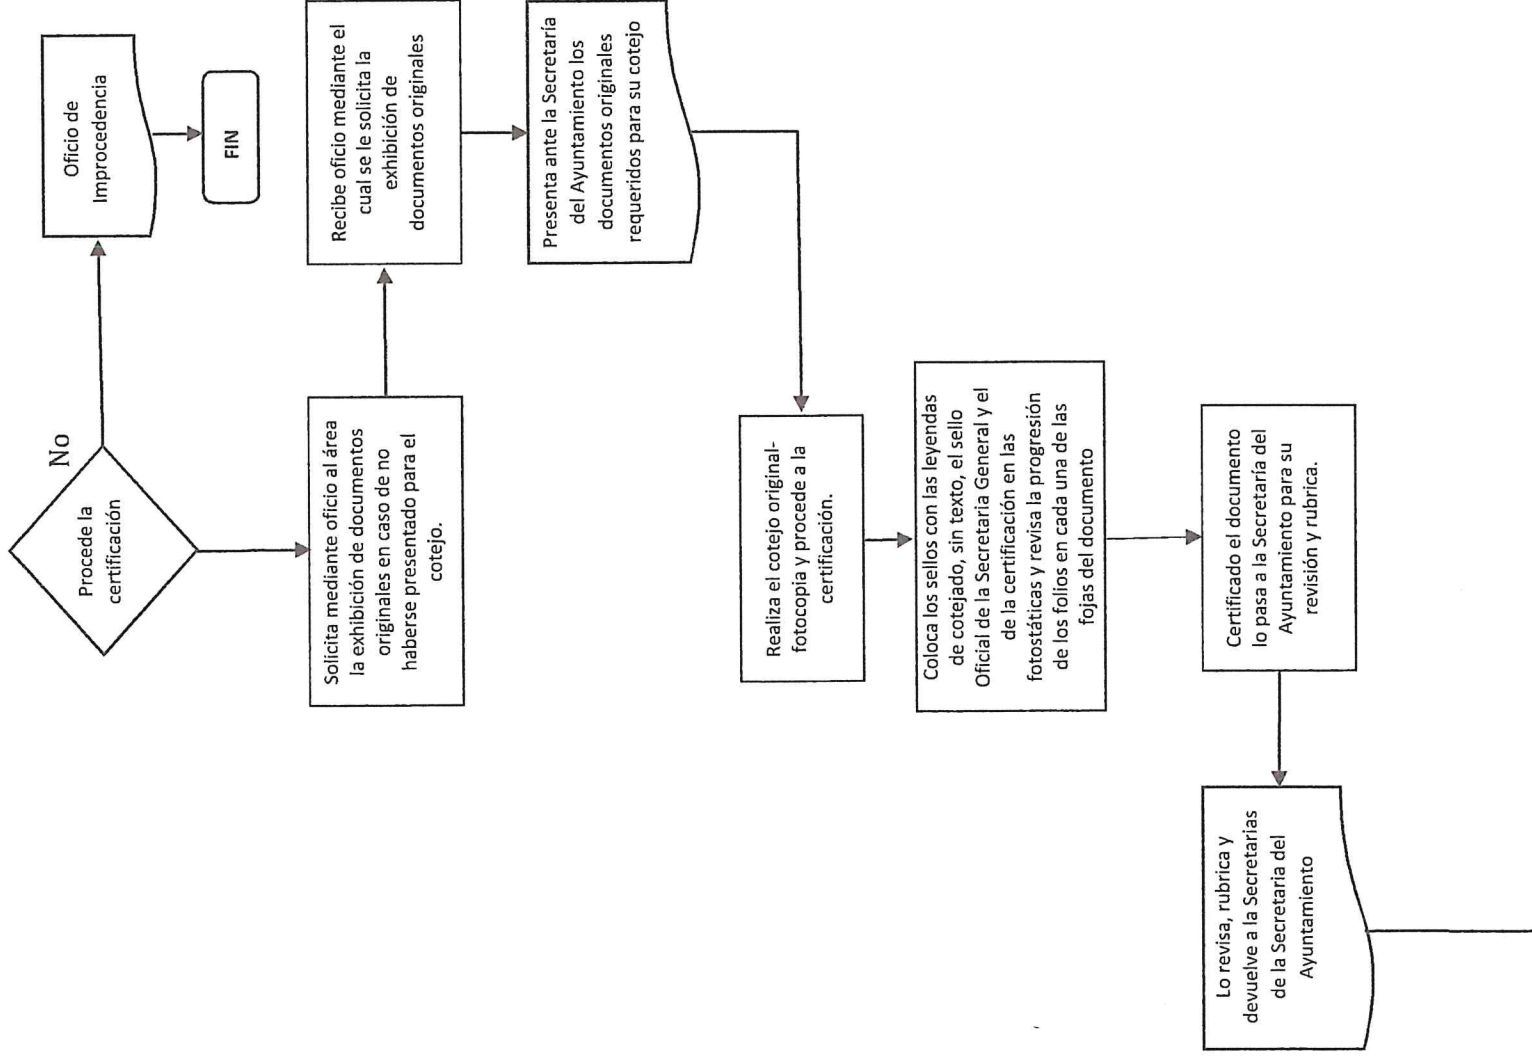 Procede la
certificación
No
Oficio de
Improcedencia
FIN
Solicita mediante oficio al área
la exhibición de documentos
originales en caso de no
haberse presentado para el
cotejo.
Recibe oficio mediante el
cual se le solicita la
exhibición de
documentos originales
Presenta ante la Secretaría
del Ayuntamiento los
documentos originales
requeridos para su cotejo
Realiza el cotejo original-
fotocopia y procede a la
certificación.
Coloca los sellos con las leyendas
de cotejado, sin texto, el sello
Oficial de la Secretaria General y el
de la certificación en las
fotostáticas y revisa la progresión
de los folios en cada una de las
fojas del documento
Certificado el documento
lo pasa a la Secretaría del
Ayuntamiento para su
revisión y rubrica.
Lo revisa, rubrica y
devuelve a la Secretarias
de la Secretaria del
Ayuntamiento